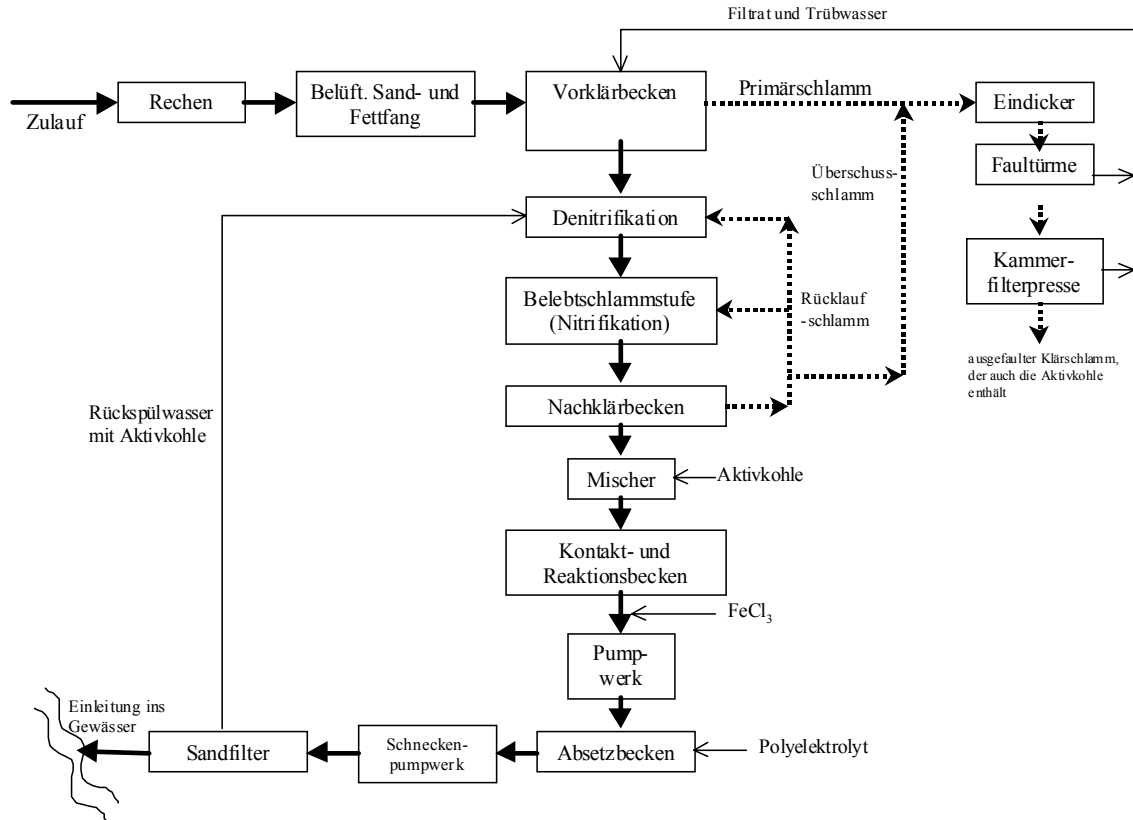 Filtrat und Trübwasser
Zulauf
Rechen
Belüft. Sand- und
Fettfang
Vorklärbecken
Primärschlamm
Eindicker
Faultürme
Überschuss-
schlamm
Denitrifikation
Kammer-
filterpresse
Belebtschlammstufe
(Nitrifikation)
Rücklauf
-schlamm
ausgefaulter Klärschlamm,
der auch die Aktivkohle
enthält
Nachklärbecken
Rückspülwasser
mit Aktivkohle
Mischer
Aktivkohle
Kontakt- und
Reaktionsbecken
FeCl₃
Pump-
werk
Einleitung ins
Gewässer
Sandfilter
Schnecken-
pumpwerk
Absetzbecken
Polyelektrolyt